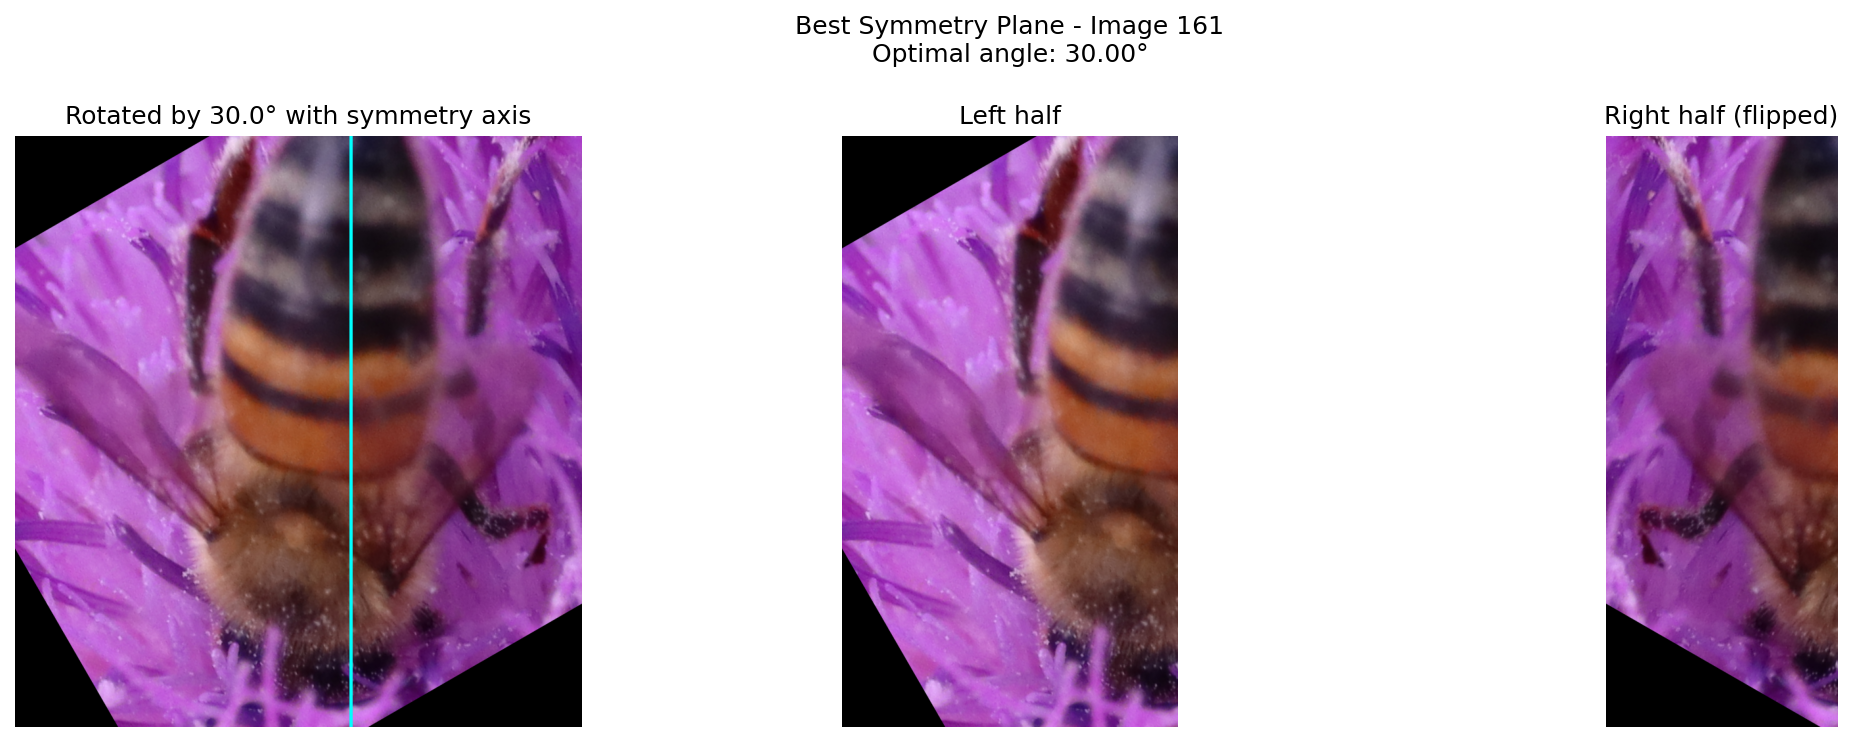 Best Symmetry Plane - Image 161
Optimal angle: 30.00°
Rotated by 30.0° with symmetry axis
Left half
Right half (flipped)